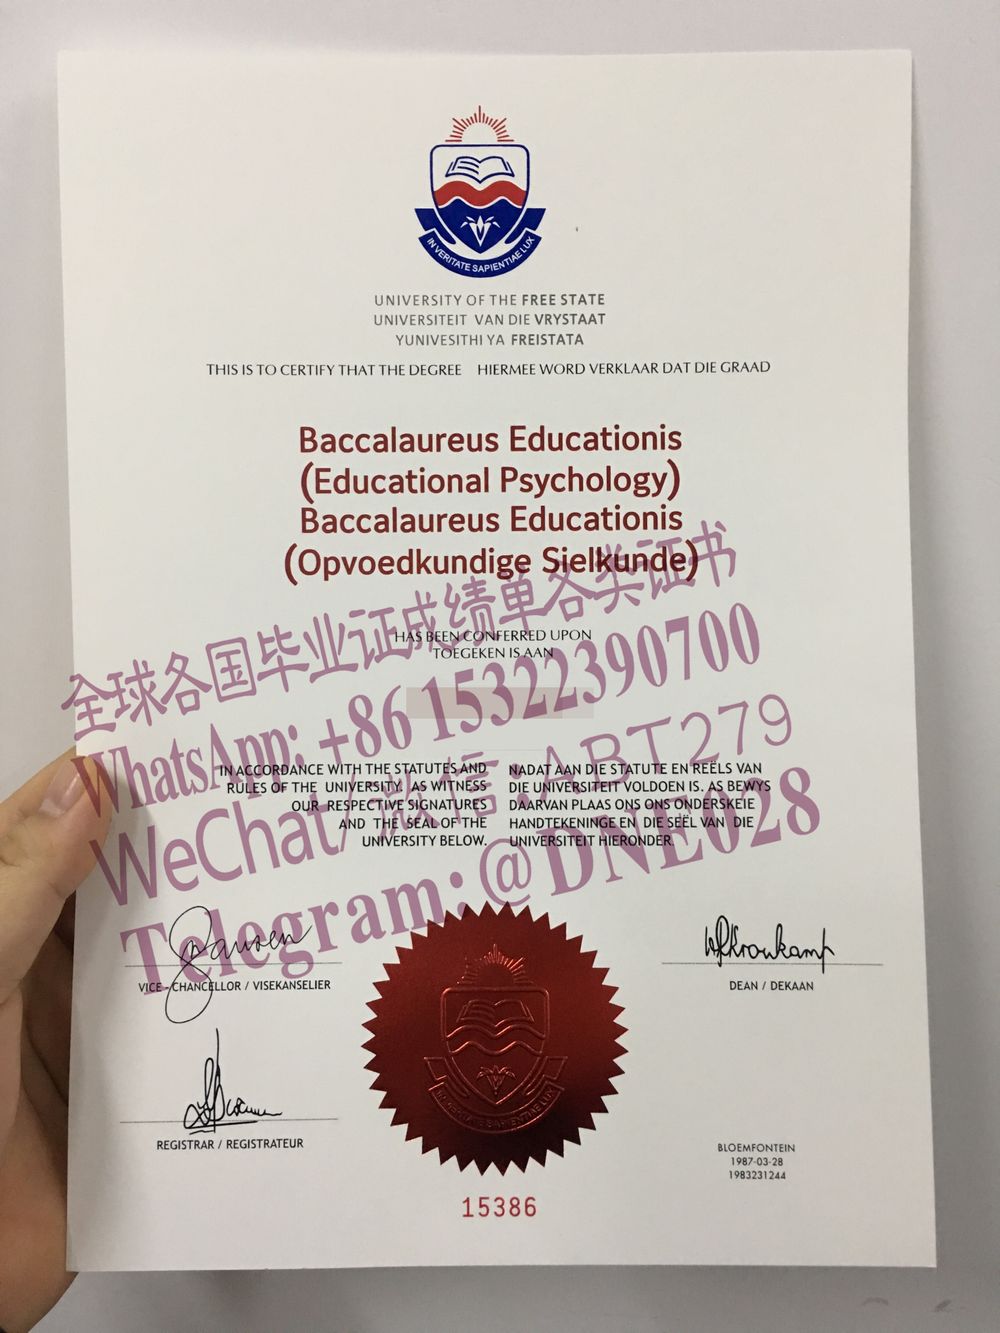 IN VERITATE SAPIENTIAE LUX
UNIVERSITY OF THE FREE STATE
UNIVERSITEIT VAN DIE VRYSTAAT
YUNIVESITHI YA FREISTATA
THIS IS TO CERTIFY THAT THE DEGREE HIERMEE WORD VERKLAAR DAT DIE GRAAD
Baccalaureus Educationis
(Educational Psychology)
Baccalaureus Educationis
(Opvoedkundige Sielkunde)
全球各国毕业证成绩单各类证书
HAS BEEN CONFERRED UPON
TOEGEKEN IS AAN
WhatsApp: +86 15322390700
WeChat/微信:ABT279
Telegram:@DNE028
IN ACCORDANCE WITH THE STATUTES AND
RULES OF THE UNIVERSITY. AS WITNESS
OUR RESPECTIVE SIGNATURES
AND THE SEAL OF THE
UNIVERSITY BELOW.
NADAT AAN DIE STATUTE EN REËLS VAN
DIE UNIVERSITEIT VOLDOEN IS. AS BEWYS
DAARVAN PLAAS ONS ONS ONDERSKEIE
HANDTEKENINGE EN DIE SEËL VAN DIE
UNIVERSITEIT HIERONDER.
VICE-CHANCELLOR / VISEKANSELIER
DEAN / DEKAAN
REGISTRAR / REGISTRATEUR
IN VERITATE SAPIENTIAE LUX
BLOEMFONTEIN
1987-03-28
1983231244
15386